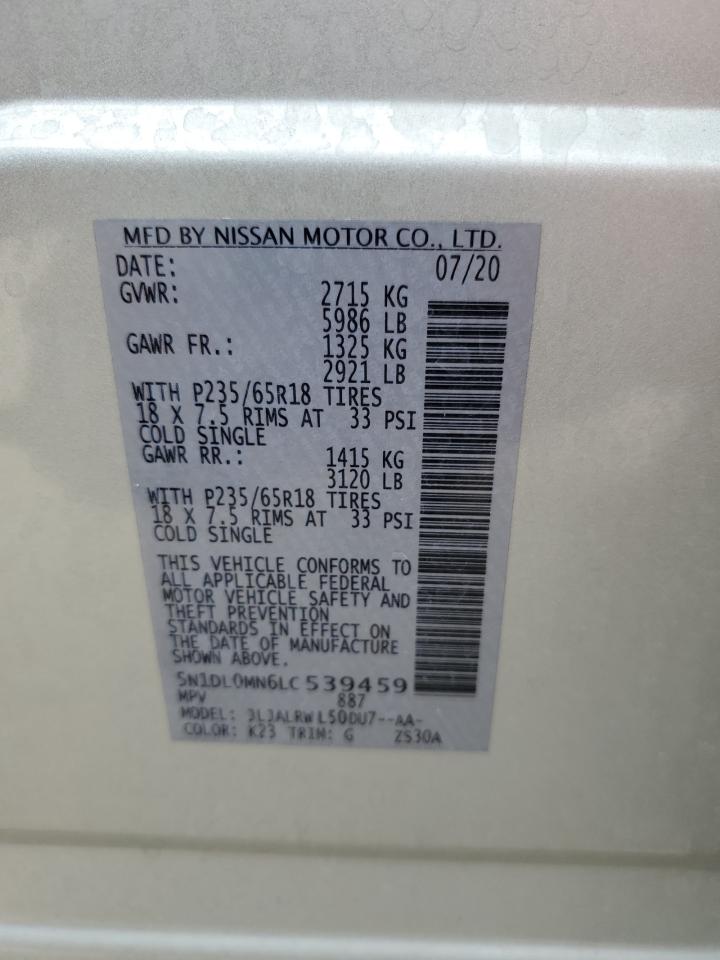 MFD BY NISSAN MOTOR CO., LTD.
DATE: 07/20
GVWR: 2715 KG
5986 LB
GAWR FR.: 1325 KG
2921 LB
WITH P235/65R18 TIRES
18 X 7.5 RIMS AT 33 PSI
COLD SINGLE
GAWR RR.: 1415 KG
3120 LB
WITH P235/65R18 TIRES
18 X 7.5 RIMS AT 33 PSI
COLD SINGLE
THIS VEHICLE CONFORMS TO
ALL APPLICABLE FEDERAL
MOTOR VEHICLE SAFETY AND
THEFT PREVENTION
STANDARDS IN EFFECT ON
THE DATE OF MANUFACTURE
SHOWN ABOVE.
5N1DL0MN6LC539459
MPV 887
MODEL: JLJALRWL50DU7--AA-
COLOR: K23 TRIM: G ZS30A